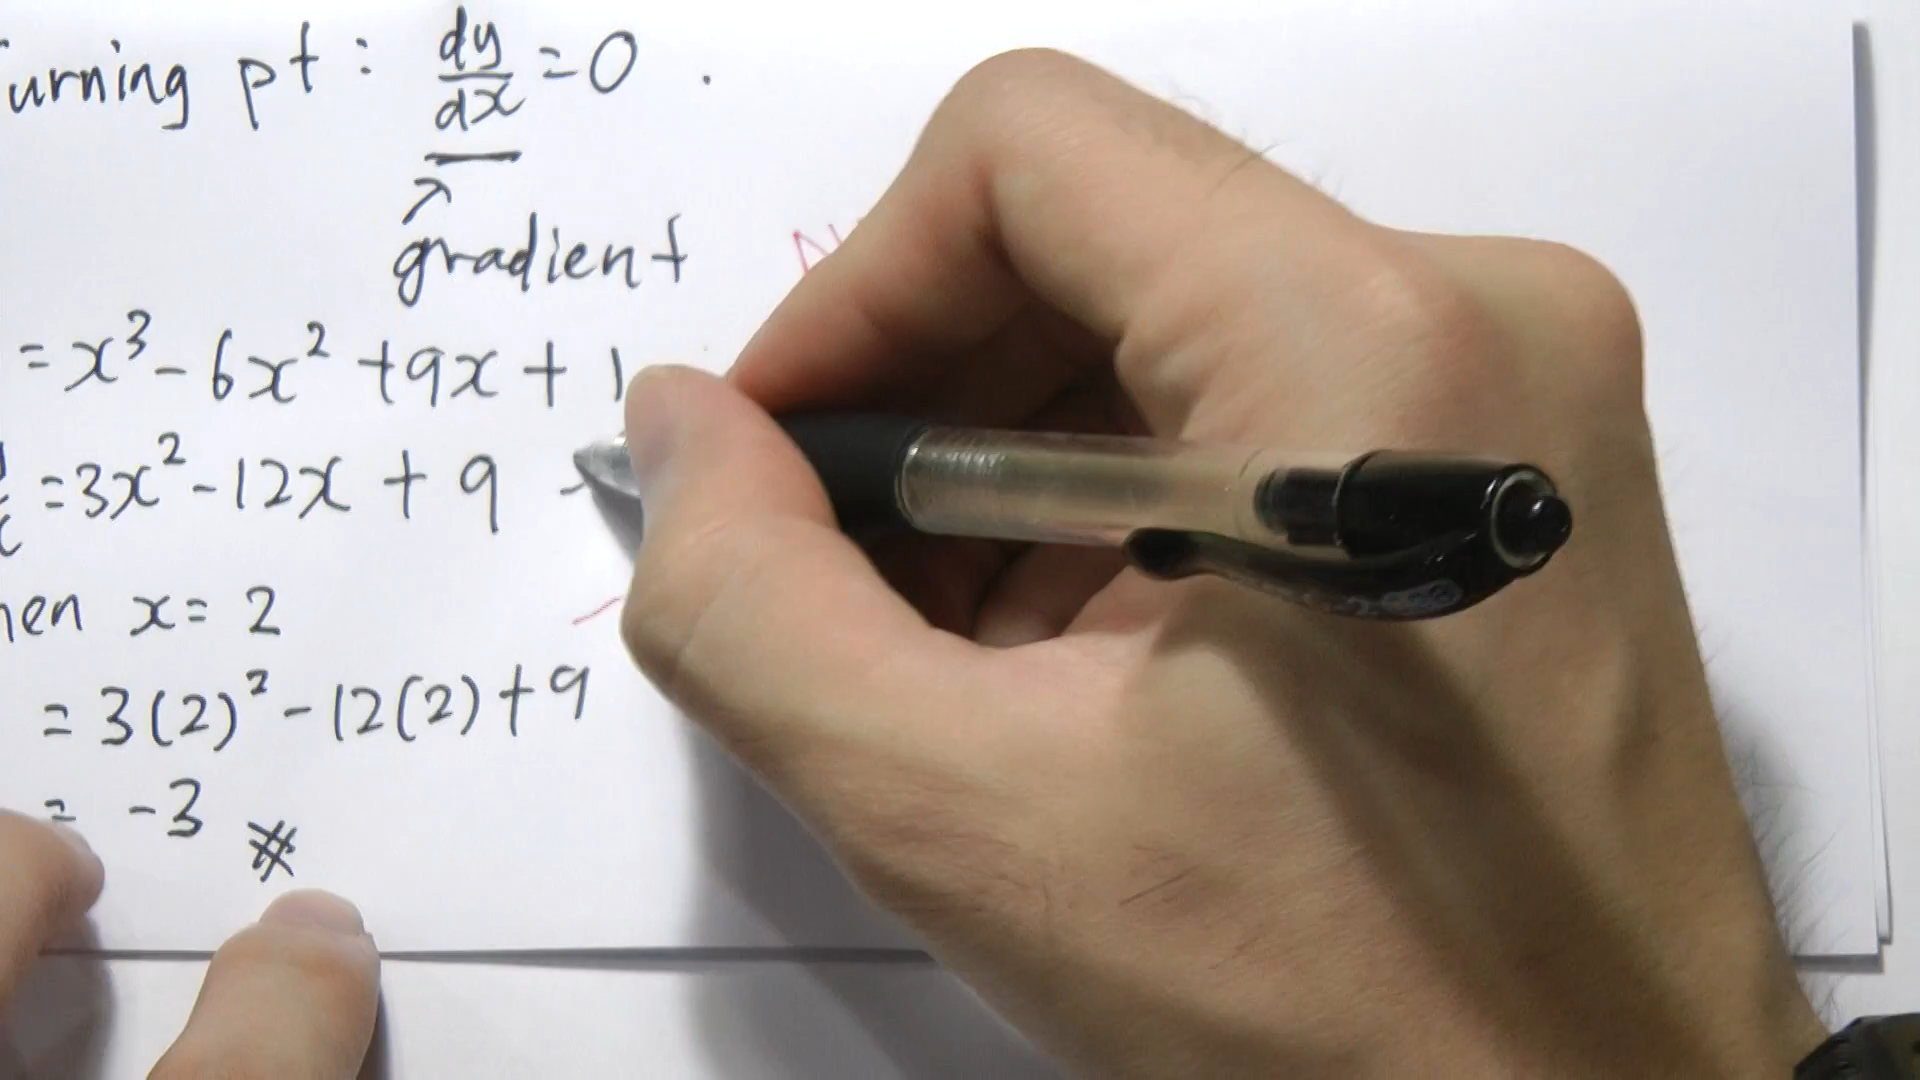 urning pt : dy/dx = 0 .
gradient
= x³ - 6x² + 9x + 1
= 3x² - 12x + 9 -
hen x = 2
= 3(2)² - 12(2) + 9
= -3 #